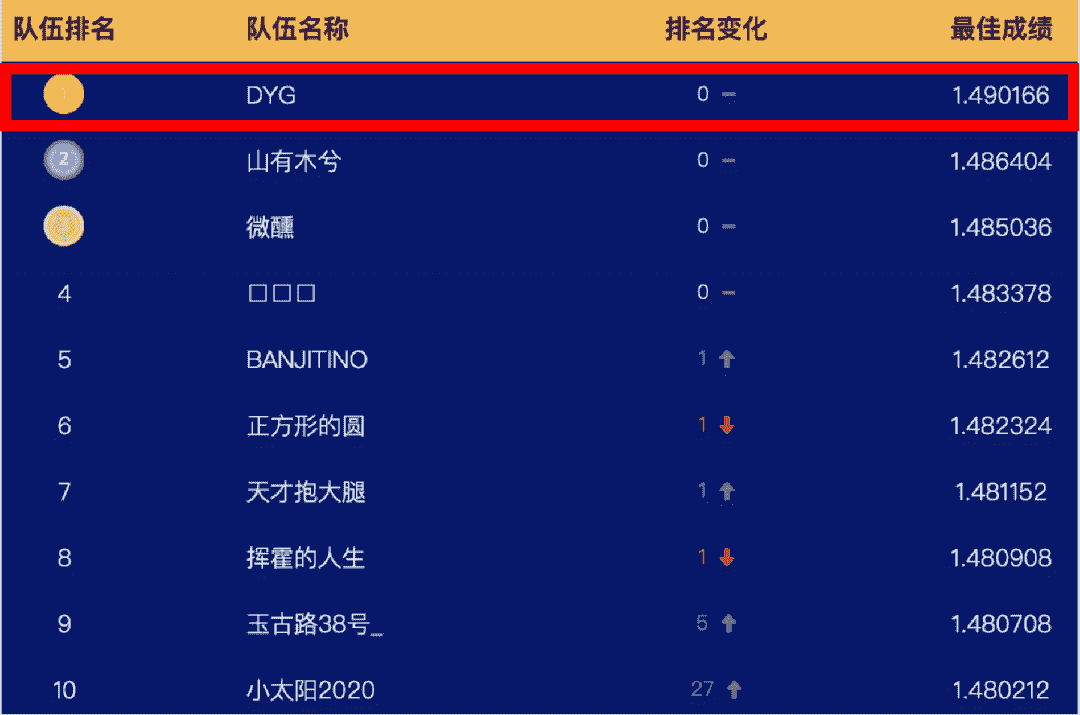 队伍排名 队伍名称 排名变化 最佳成绩
1 DYG 0 - 1.490166
2 山有木兮 0 - 1.486404
微醺 0 - 1.485036
4 □□□ 0 - 1.483378
5 BANJITINO 1 ↑ 1.482612
6 正方形的圆 1 ↓ 1.482324
7 天才抱大腿 1 ↑ 1.481152
8 挥霍的人生 1 ↓ 1.480908
9 玉古路38号_ 5 ↑ 1.480708
10 小太阳2020 27 ↑ 1.480212